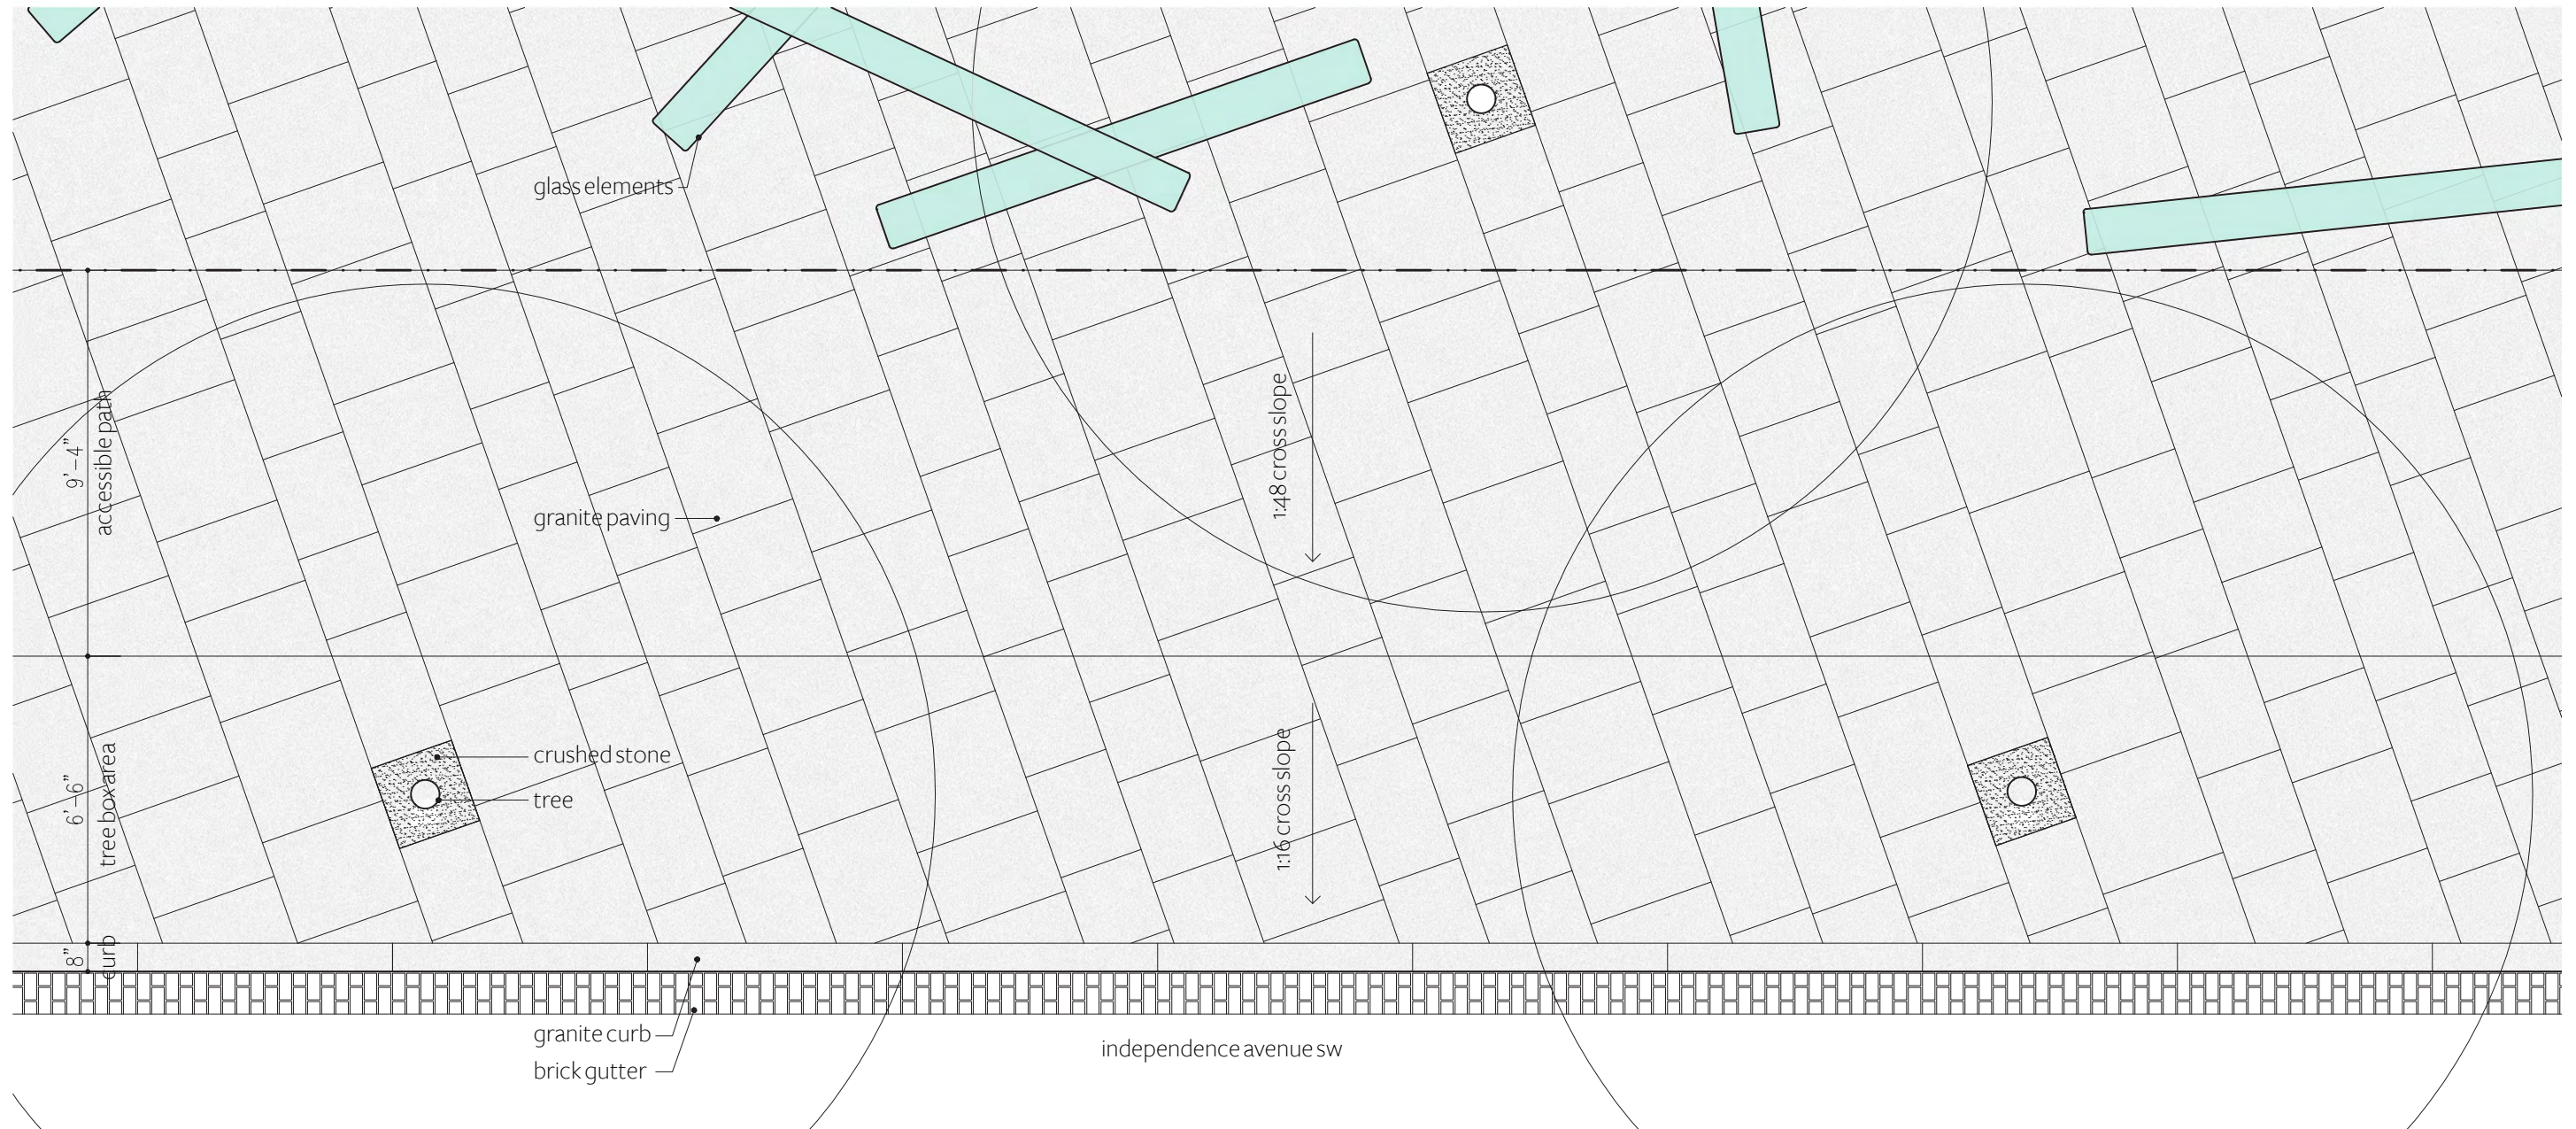 glass elements
9’–4”
accessible path
1:48 cross slope
granite paving
crushed stone
tree
6’–6”
tree box area
1:16 cross slope
8”
curb
granite curb
brick gutter
independence avenue sw